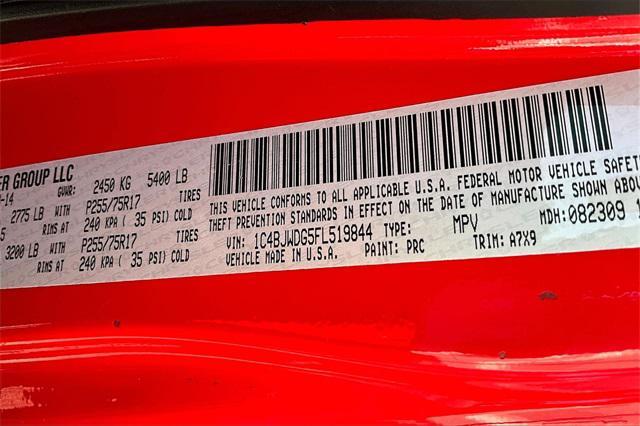 ER GROUP LLC
-14 GVWR: 2450 KG 5400 LB
2775 LB WITH P255/75R17 TIRES
5 RIMS AT 240 KPA ( 35 PSI) COLD
3200 LB WITH P255/75R17 TIRES
RIMS AT 240 KPA ( 35 PSI) COLD
THIS VEHICLE CONFORMS TO ALL APPLICABLE U.S.A. FEDERAL MOTOR VEHICLE SAFETY
THEFT PREVENTION STANDARDS IN EFFECT ON THE DATE OF MANUFACTURE SHOWN ABOV
VIN: 1C4BJWDG5FL519844 TYPE: MPV MDH: 082309 1
VEHICLE MADE IN U.S.A. PAINT: PRC TRIM: A7X9